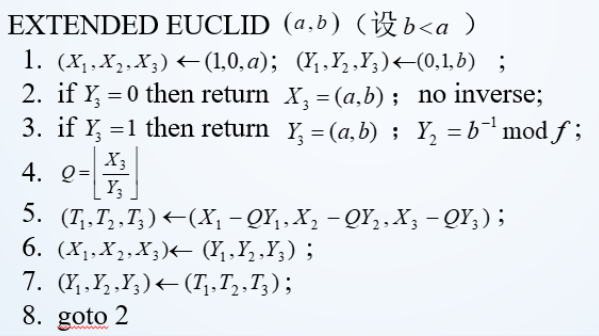 EXTENDED EUCLID (a,b)（设b<a ）
1. (X₁,X₂,X₃)←(1,0,a); (Y₁,Y₂,Y₃)←(0,1,b) ;
2. if Y₃=0 then return X₃=(a,b)；no inverse;
3. if Y₃=1 then return Y₃=(a,b) ；Y₂=b⁻¹ mod f;
4. Q=⌊X₃/Y₃⌋
5. (T₁,T₂,T₃)←(X₁−QY₁,X₂−QY₂,X₃−QY₃);
6. (X₁,X₂,X₃)← (Y₁,Y₂,Y₃) ;
7. (Y₁,Y₂,Y₃)←(T₁,T₂,T₃);
8. goto 2